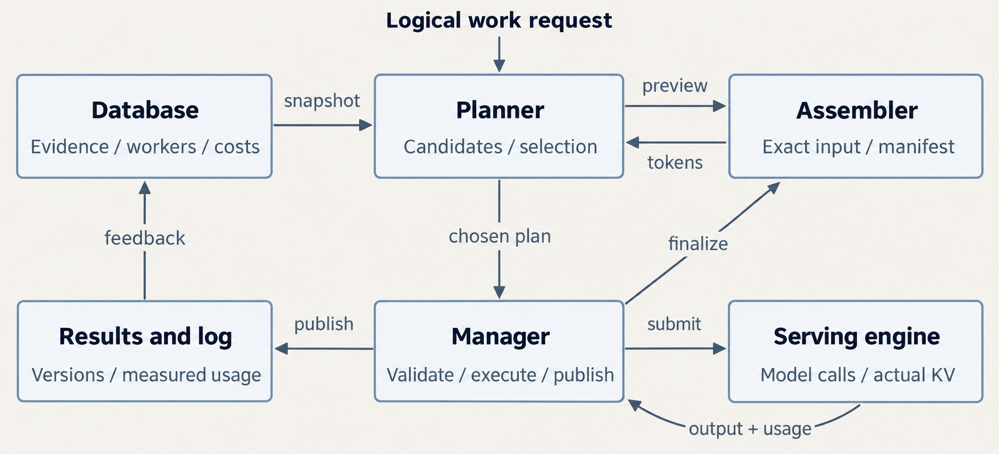 Logical work request
Database
Evidence / workers / costs
snapshot
Planner
Candidates / selection
preview
tokens
Assembler
Exact input / manifest
feedback
chosen plan
finalize
Results and log
Versions / measured usage
publish
Manager
Validate / execute / publish
submit
Serving engine
Model calls / actual KV
output + usage